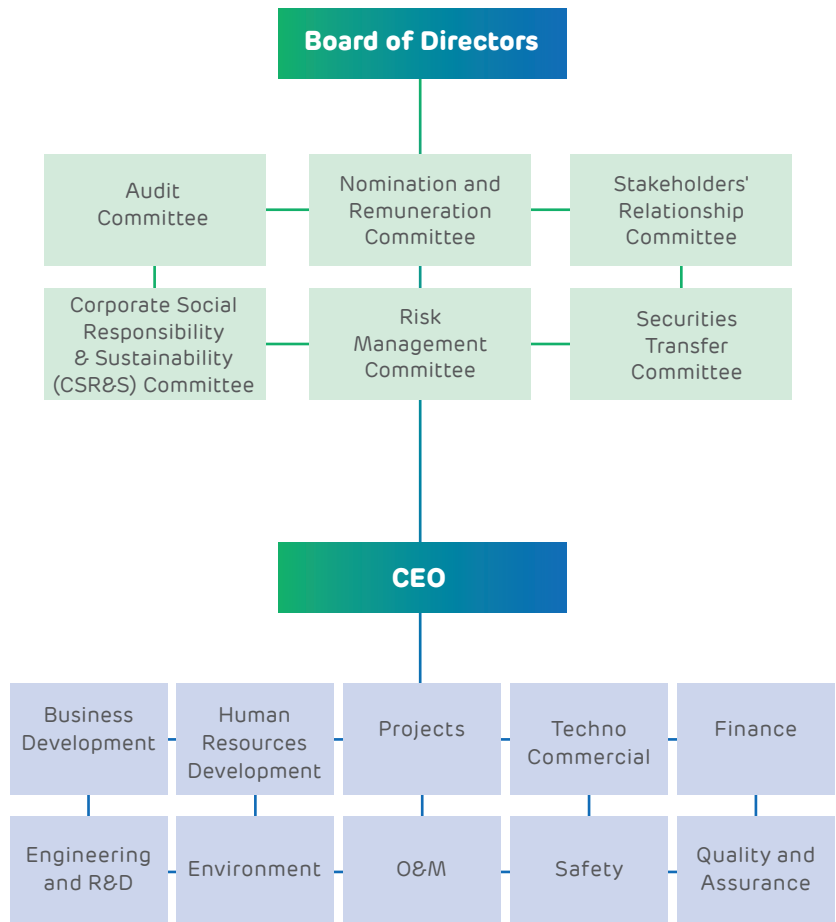 Board of Directors
Audit
Committee
Nomination and
Remuneration
Committee
Stakeholders'
Relationship
Committee
Corporate Social
Responsibility
& Sustainability
(CSR&S) Committee
Risk
Management
Committee
Securities
Transfer
Committee
CEO
Business
Development
Human
Resources
Development
Projects
Techno
Commercial
Finance
Engineering
and R&D
Environment
O&M
Safety
Quality and
Assurance